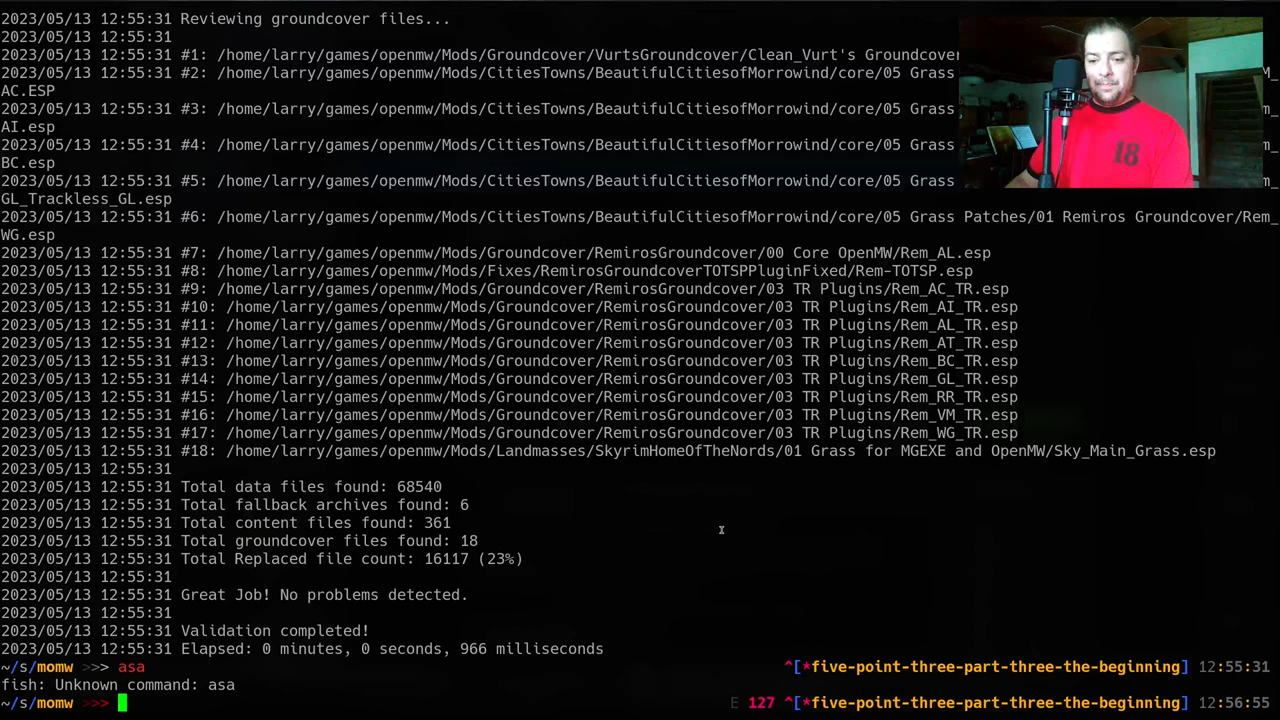 2023/05/13 12:55:31 Reviewing groundcover files...
2023/05/13 12:55:31
2023/05/13 12:55:31 #1: /home/larry/games/openmw/Mods/Groundcover/VurtsGroundcover/Clean_Vurt's Groundcover
2023/05/13 12:55:31 #2: /home/larry/games/openmw/Mods/CitiesTowns/BeautifulCitiesofMorrowind/core/05 Grass M_
AC.ESP
2023/05/13 12:55:31 #3: /home/larry/games/openmw/Mods/CitiesTowns/BeautifulCitiesofMorrowind/core/05 Grass m_
AI.esp
2023/05/13 12:55:31 #4: /home/larry/games/openmw/Mods/CitiesTowns/BeautifulCitiesofMorrowind/core/05 Grass m_
BC.esp
2023/05/13 12:55:31 #5: /home/larry/games/openmw/Mods/CitiesTowns/BeautifulCitiesofMorrowind/core/05 Grass m_
GL_Trackless_GL.esp
2023/05/13 12:55:31 #6: /home/larry/games/openmw/Mods/CitiesTowns/BeautifulCitiesofMorrowind/core/05 Grass Patches/01 Remiros Groundcover/Rem_
WG.esp
2023/05/13 12:55:31 #7: /home/larry/games/openmw/Mods/Groundcover/RemirosGroundcover/00 Core OpenMW/Rem_AL.esp
2023/05/13 12:55:31 #8: /home/larry/games/openmw/Mods/Fixes/RemirosGroundcoverTOTSPPluginFixed/Rem-TOTSP.esp
2023/05/13 12:55:31 #9: /home/larry/games/openmw/Mods/Groundcover/RemirosGroundcover/03 TR Plugins/Rem_AC_TR.esp
2023/05/13 12:55:31 #10: /home/larry/games/openmw/Mods/Groundcover/RemirosGroundcover/03 TR Plugins/Rem_AI_TR.esp
2023/05/13 12:55:31 #11: /home/larry/games/openmw/Mods/Groundcover/RemirosGroundcover/03 TR Plugins/Rem_AL_TR.esp
2023/05/13 12:55:31 #12: /home/larry/games/openmw/Mods/Groundcover/RemirosGroundcover/03 TR Plugins/Rem_AT_TR.esp
2023/05/13 12:55:31 #13: /home/larry/games/openmw/Mods/Groundcover/RemirosGroundcover/03 TR Plugins/Rem_BC_TR.esp
2023/05/13 12:55:31 #14: /home/larry/games/openmw/Mods/Groundcover/RemirosGroundcover/03 TR Plugins/Rem_GL_TR.esp
2023/05/13 12:55:31 #15: /home/larry/games/openmw/Mods/Groundcover/RemirosGroundcover/03 TR Plugins/Rem_RR_TR.esp
2023/05/13 12:55:31 #16: /home/larry/games/openmw/Mods/Groundcover/RemirosGroundcover/03 TR Plugins/Rem_VM_TR.esp
2023/05/13 12:55:31 #17: /home/larry/games/openmw/Mods/Groundcover/RemirosGroundcover/03 TR Plugins/Rem_WG_TR.esp
2023/05/13 12:55:31 #18: /home/larry/games/openmw/Mods/Landmasses/SkyrimHomeOfTheNords/01 Grass for MGEXE and OpenMW/Sky_Main_Grass.esp
2023/05/13 12:55:31
2023/05/13 12:55:31 Total data files found: 68540
2023/05/13 12:55:31 Total fallback archives found: 6
2023/05/13 12:55:31 Total content files found: 361
2023/05/13 12:55:31 Total groundcover files found: 18
2023/05/13 12:55:31 Total Replaced file count: 16117 (23%)
2023/05/13 12:55:31
2023/05/13 12:55:31 Great Job! No problems detected.
2023/05/13 12:55:31
2023/05/13 12:55:31 Validation completed!
2023/05/13 12:55:31 Elapsed: 0 minutes, 0 seconds, 966 milliseconds
~/s/momw >>> asa ^[*five-point-three-part-three-the-beginning] 12:55:31
fish: Unknown command: asa
~/s/momw >>> E 127 ^[*five-point-three-part-three-the-beginning] 12:56:55
18